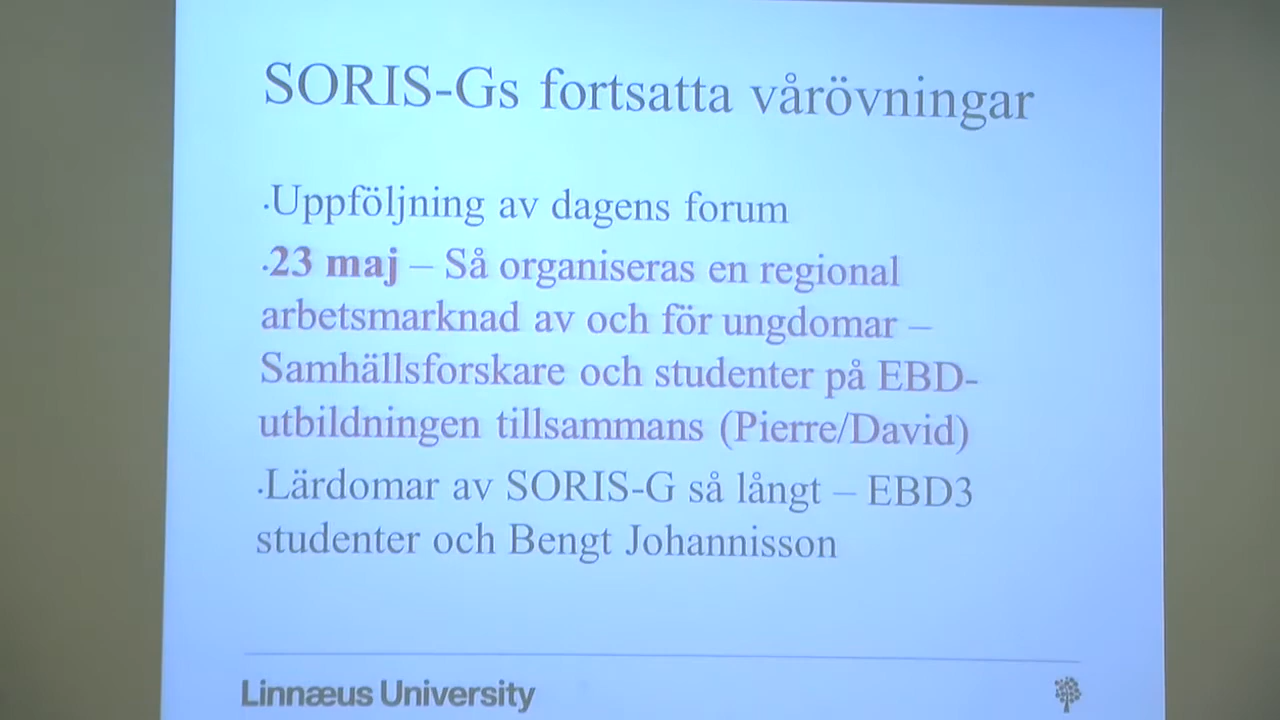 SORIS-Gs fortsatta vårövningar
·Uppföljning av dagens forum
·23 maj – Så organiseras en regional
arbetsmarknad av och för ungdomar –
Samhällsforskare och studenter på EBD-
utbildningen tillsammans (Pierre/David)
·Lärdomar av SORIS-G så långt – EBD3
studenter och Bengt Johannisson
Linnæus University